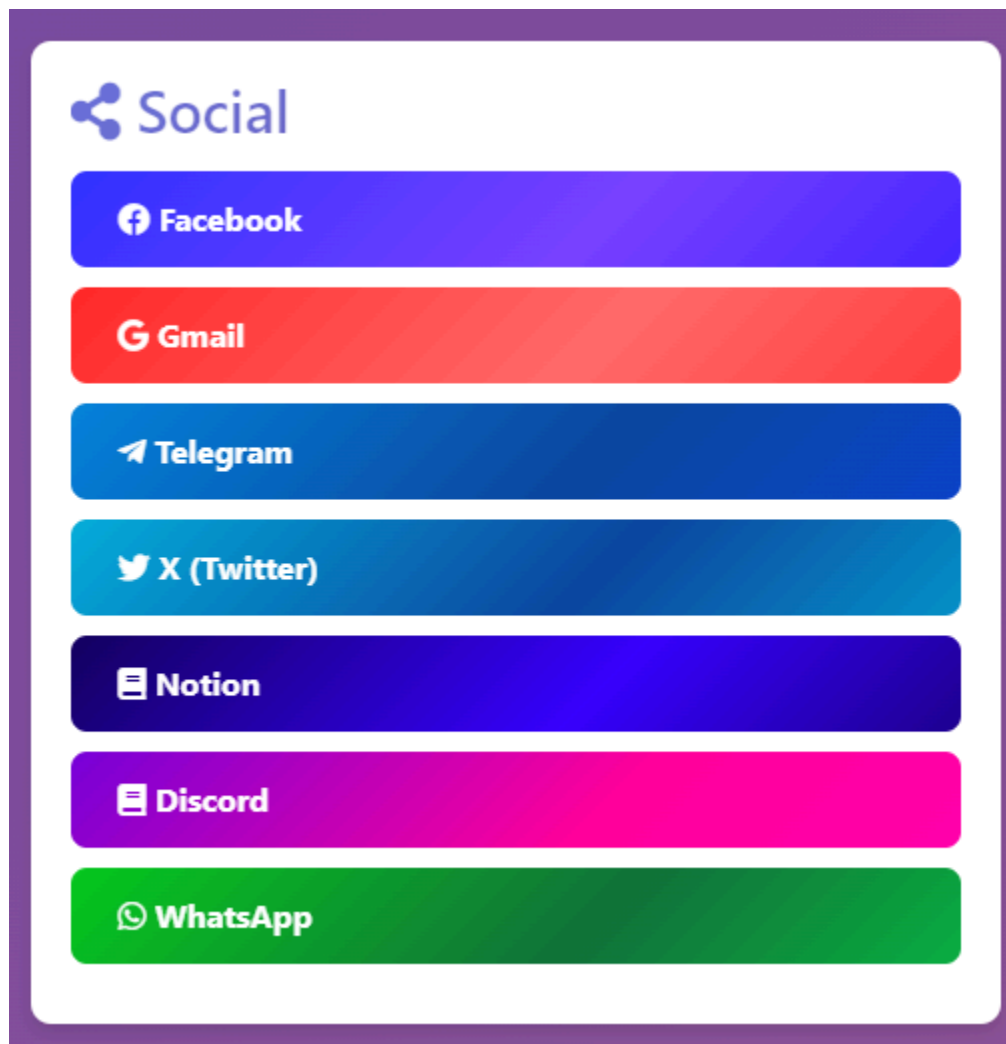 Social
Facebook
Gmail
Telegram
X (Twitter)
Notion
Discord
WhatsApp